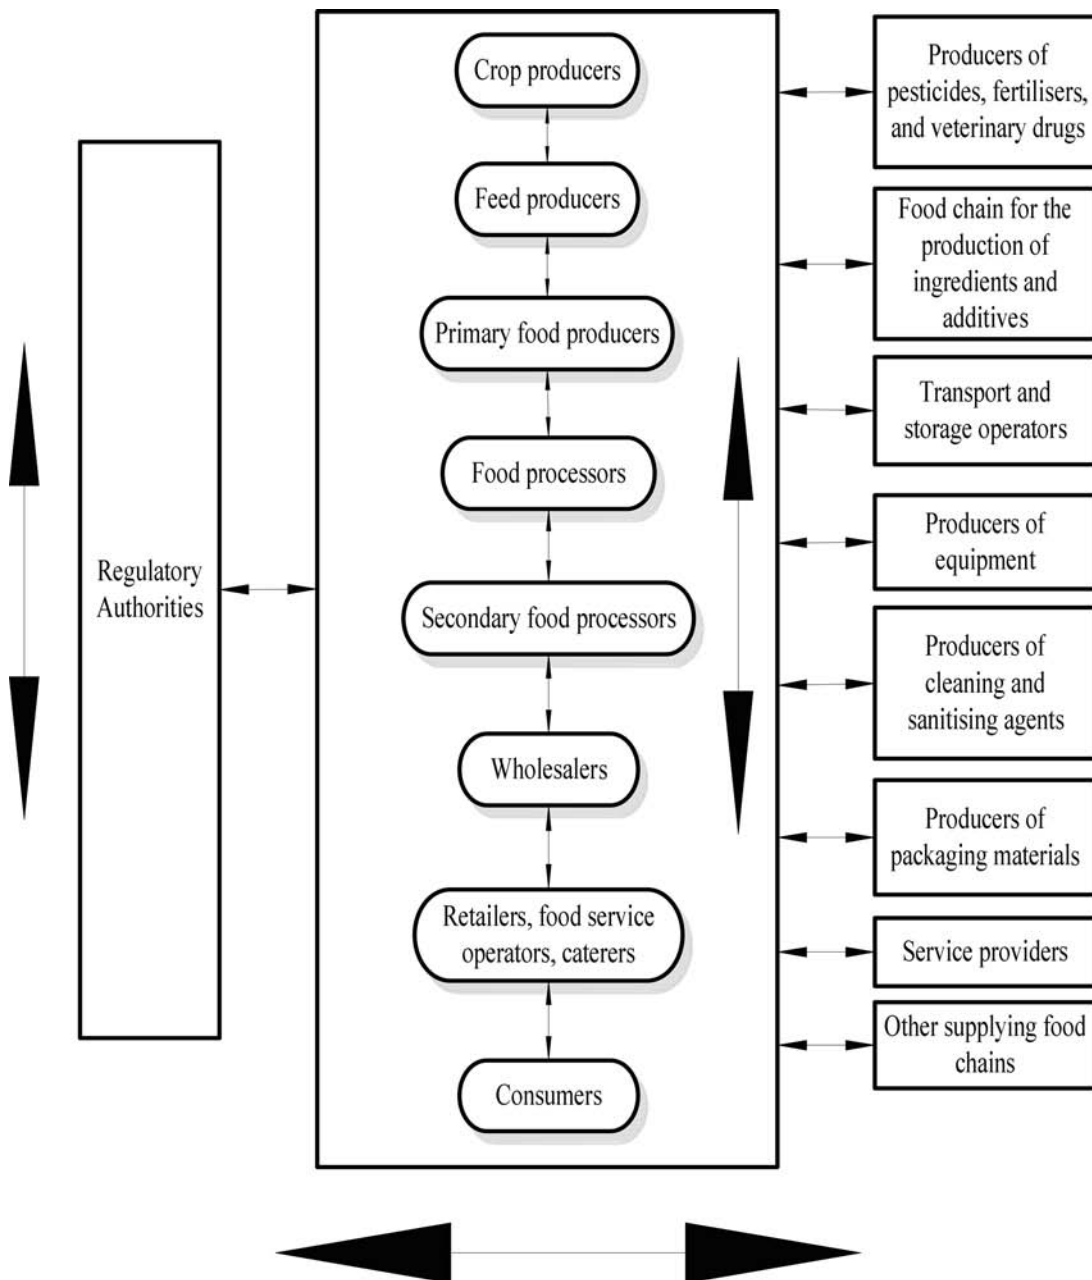 Crop producers
Feed producers
Primary food producers
Food processors
Secondary food processors
Wholesalers
Retailers, food service
operators, caterers
Consumers
Regulatory
Authorities
Producers of
pesticides, fertilisers,
and veterinary drugs
Food chain for the
production of
ingredients and
additives
Transport and
storage operators
Producers of
equipment
Producers of
cleaning and
sanitising agents
Producers of
packaging materials
Service providers
Other supplying food
chains